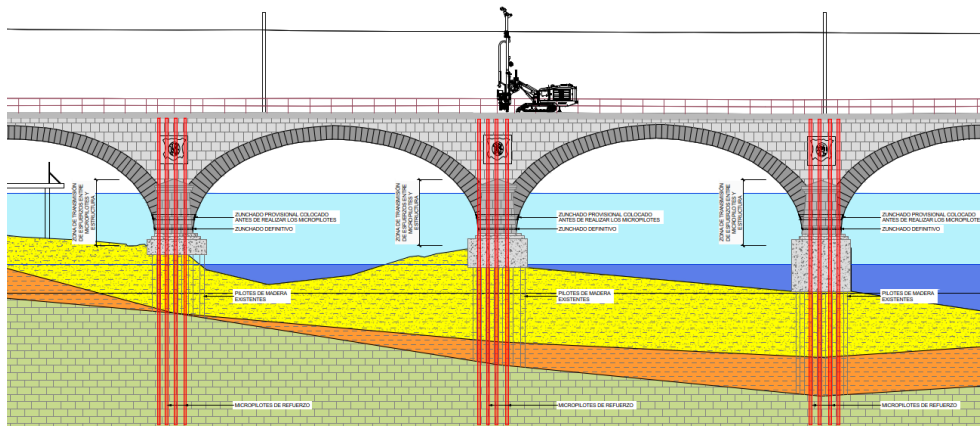 ZONA DE TRANSMISIÓN
DE ESFUERZOS ENTRE
MICROPILOTES Y
ESTRUCTURA
ZUNCHADO PROVISIONAL COLOCADO
ANTES DE REALIZAR LOS MICROPILOTES
ZUNCHADO DEFINITIVO
PILOTES DE MADERA
EXISTENTES
MICROPILOTES DE REFUERZO
ZONA DE TRANSMISIÓN
DE ESFUERZOS ENTRE
MICROPILOTES Y
ESTRUCTURA
ZUNCHADO PROVISIONAL COLOCADO
ANTES DE REALIZAR LOS MICROPILOTES
ZUNCHADO DEFINITIVO
PILOTES DE MADERA
EXISTENTES
MICROPILOTES DE REFUERZO
ZONA DE TRANSMISIÓN
DE ESFUERZOS ENTRE
MICROPILOTES Y
ESTRUCTURA
ZUNCHADO PROVISIONAL COLOCADO
ANTES DE REALIZAR LOS MICROPILOTES
ZUNCHADO DEFINITIVO
PILOTES DE MADERA
EXISTENTES
MICROPILOTES DE REFUERZO